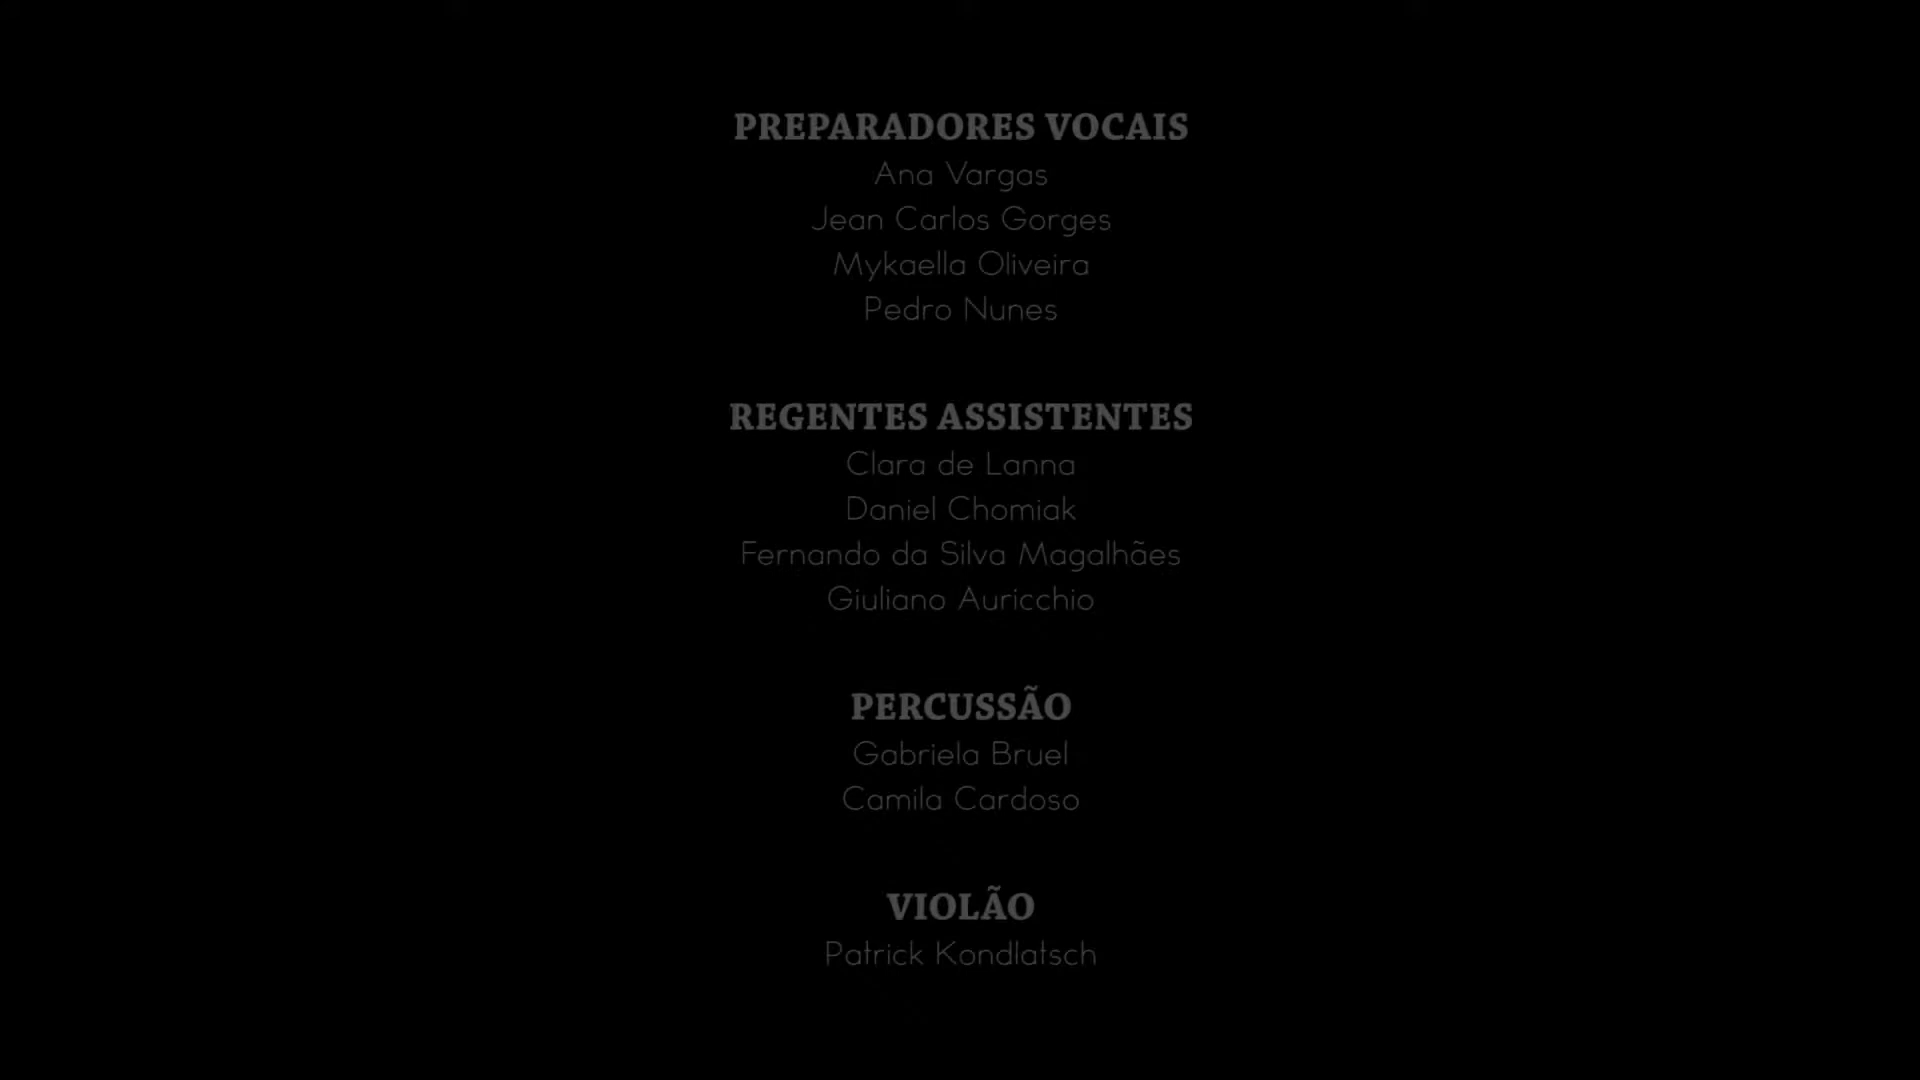 PREPARADORES VOCAIS
Ana Vargas
Jean Carlos Gorges
Mykaella Oliveira
Pedro Nunes
REGENTES ASSISTENTES
Clara de Lanna
Daniel Chomiak
Fernando da Silva Magalhães
Giuliano Auricchio
PERCUSSÃO
Gabriela Bruel
Camila Cardoso
VIOLÃO
Patrick Kondlatsch